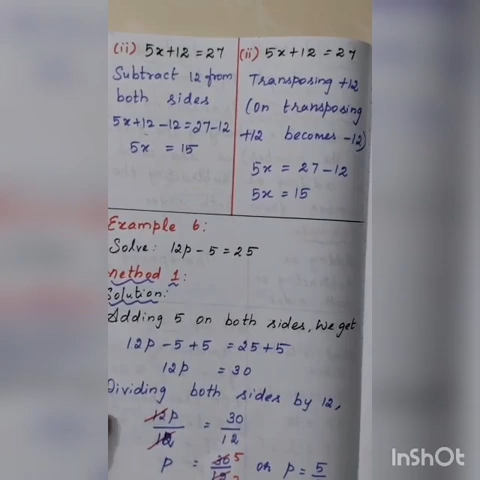 (ii) 5x+12 = 27
Subtract 12 from
both sides
5x+12-12 = 27-12
5x = 15
(ii) 5x+12 = 27
Transposing +12
(on transposing
+12 becomes -12)
5x = 27-12
5x = 15
Example 6:
Solve: 12p - 5 = 25
Method 1:
Solution:
Adding 5 on both sides, we get
12p - 5 + 5 = 25 + 5
12p = 30
Dividing both sides by 12,
12p/12 = 30/12
p = 30 5/12 2 or p = 5
InShOt